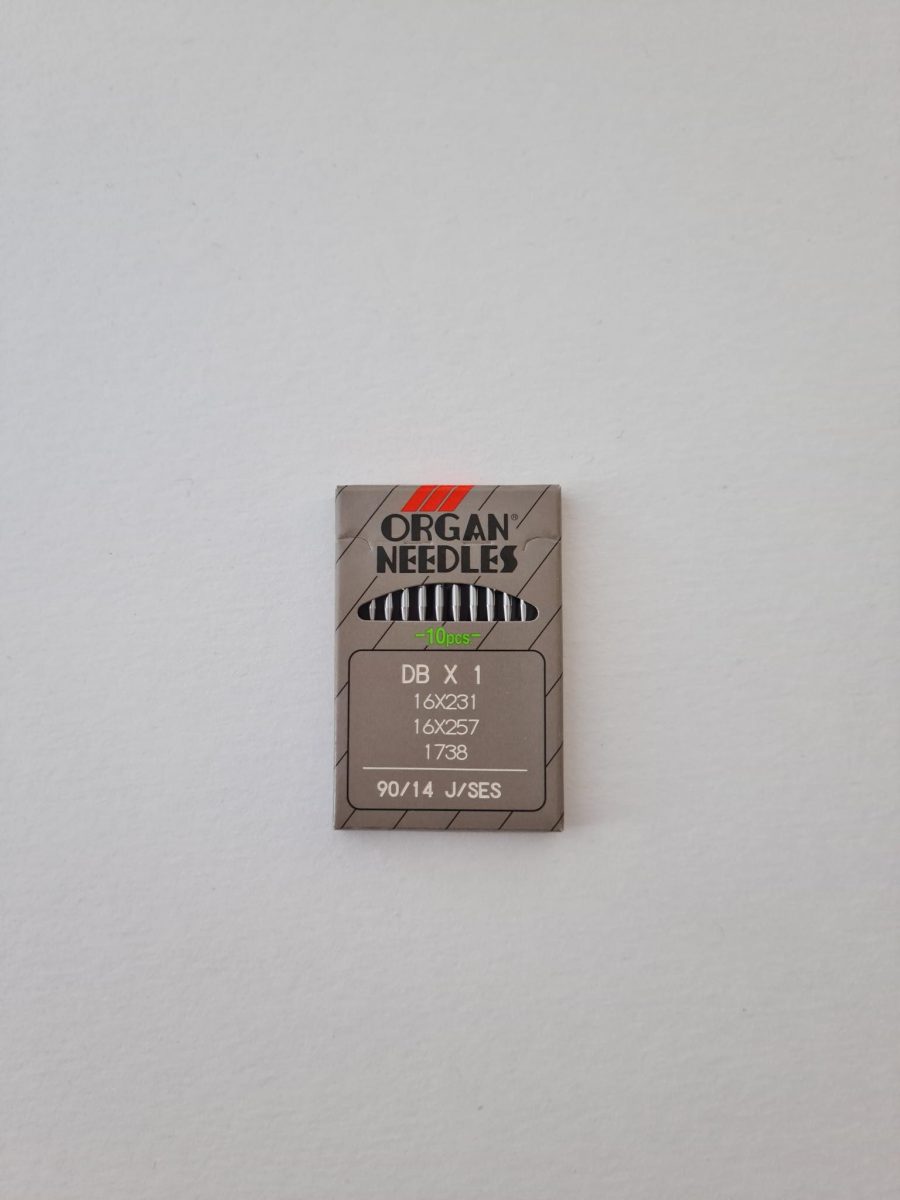 ORGAN®
NEEDLES
-10pcs-
DB X 1
16X231
16X257
1738
90/14 J/SES